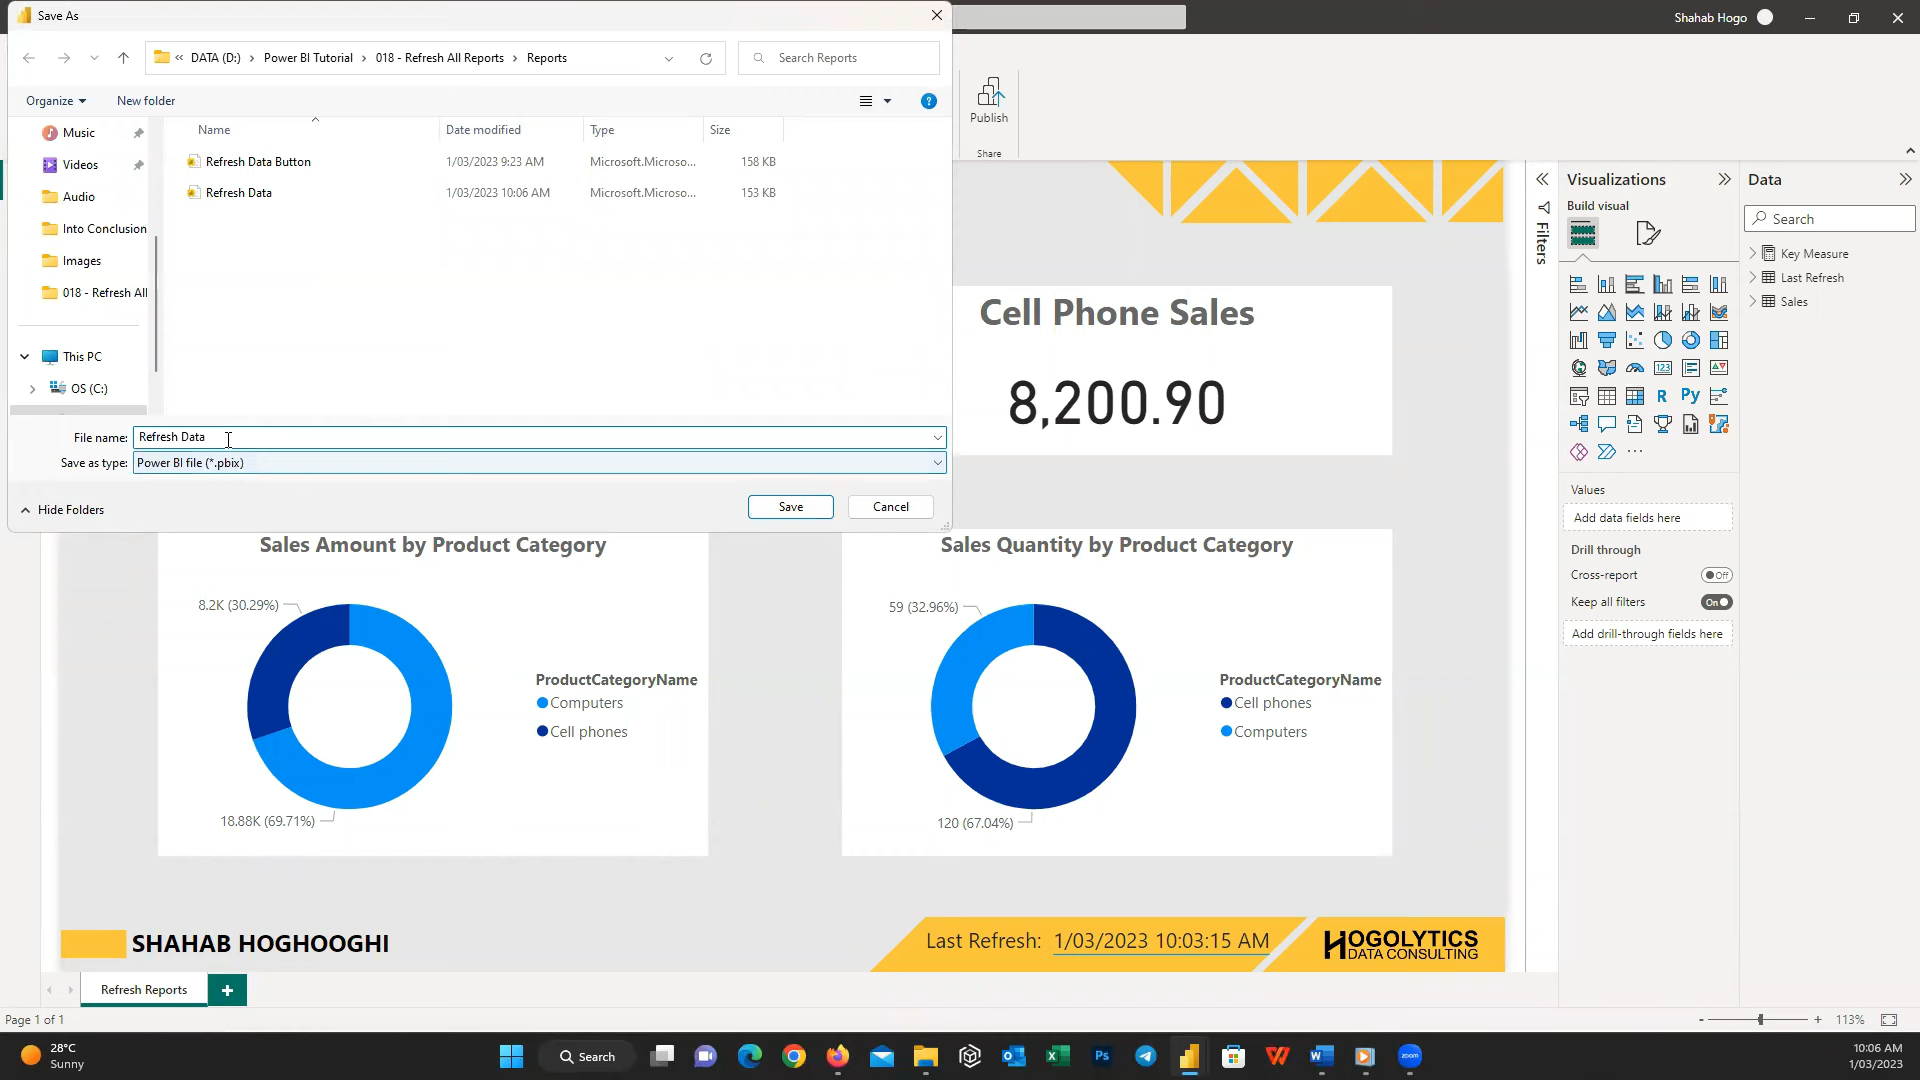 Save As
Shahab Hogo
DATA (D:)
Power BI Tutorial
018 - Refresh All Reports
Reports
Search Reports
Organize
New folder
Publish
Share
Music
Videos
Audio
Into Conclusion
Images
018 - Refresh All
This PC
OS (C:)
Name
Date modified
Type
Size
Refresh Data Button
1/03/2023 9:23 AM
Microsoft.Microso...
158 KB
Refresh Data
1/03/2023 10:06 AM
Microsoft.Microso...
153 KB
File name:
Refresh Data
Save as type:
Power BI file (*.pbix)
Hide Folders
Save
Cancel
Cell Phone Sales
8,200.90
Sales Amount by Product Category
8.2K (30.29%)
18.88K (69.71%)
ProductCategoryName
Computers
Cell phones
Sales Quantity by Product Category
59 (32.96%)
120 (67.04%)
ProductCategoryName
Cell phones
Computers
SHAHAB HOGHOOGHI
Last Refresh: 1/03/2023 10:03:15 AM
HOGOLYTICS
DATA CONSULTING
Filters
Visualizations
Build visual
123
R
Py
Values
Add data fields here
Drill through
Cross-report
Off
Keep all filters
On
Add drill-through fields here
Data
Search
Key Measure
Last Refresh
Sales
Refresh Reports
Page 1 of 1
113%
28°C
Sunny
Search
Ps
zoom
10:06 AM
1/03/2023